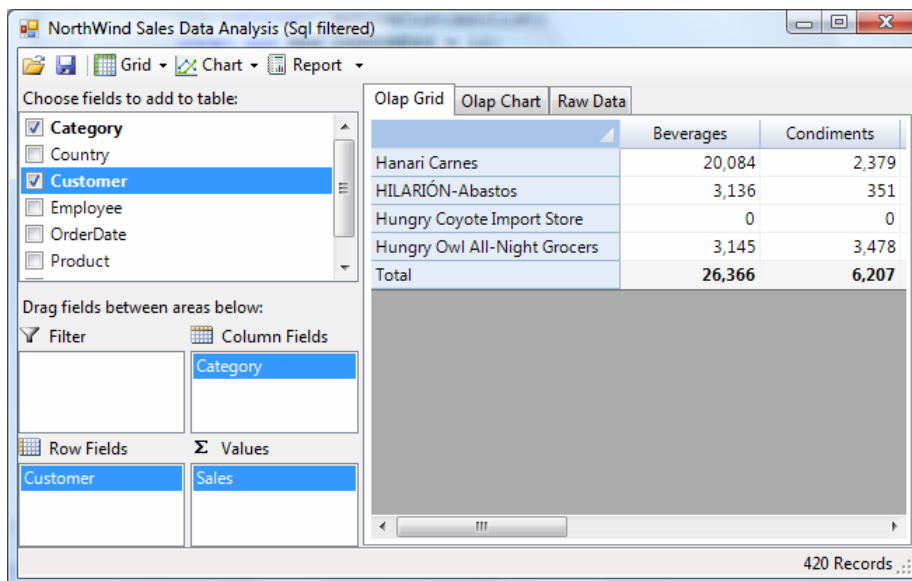 NorthWind Sales Data Analysis (Sql filtered)
Grid Chart Report
Choose fields to add to table:
Category
Country
Customer
Employee
OrderDate
Product
Drag fields between areas below:
Filter
Column Fields
Category
Row Fields
Σ Values
Customer
Sales
Olap Grid Olap Chart Raw Data
Beverages Condiments
Hanari Carnes 20,084 2,379
HILARIÓN-Abastos 3,136 351
Hungry Coyote Import Store 0 0
Hungry Owl All-Night Grocers 3,145 3,478
Total 26,366 6,207
420 Records